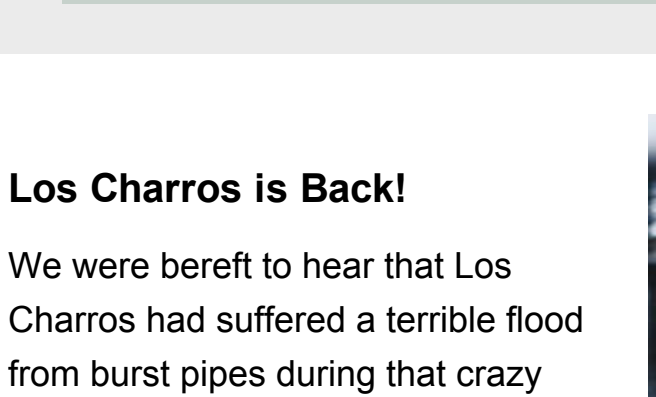 Los Charros is Back!
We were bereft to hear that Los
Charros had suffered a terrible flood
from burst pipes during that crazy